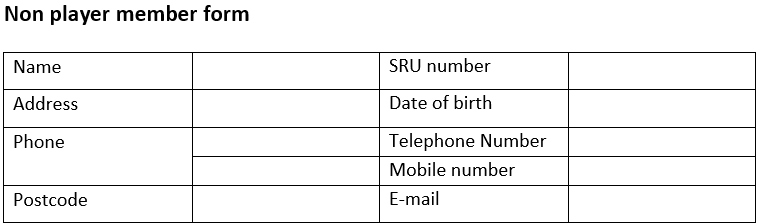 Non player member form
Name SRU number
Address Date of birth
Phone Telephone Number
Mobile number
Postcode E-mail